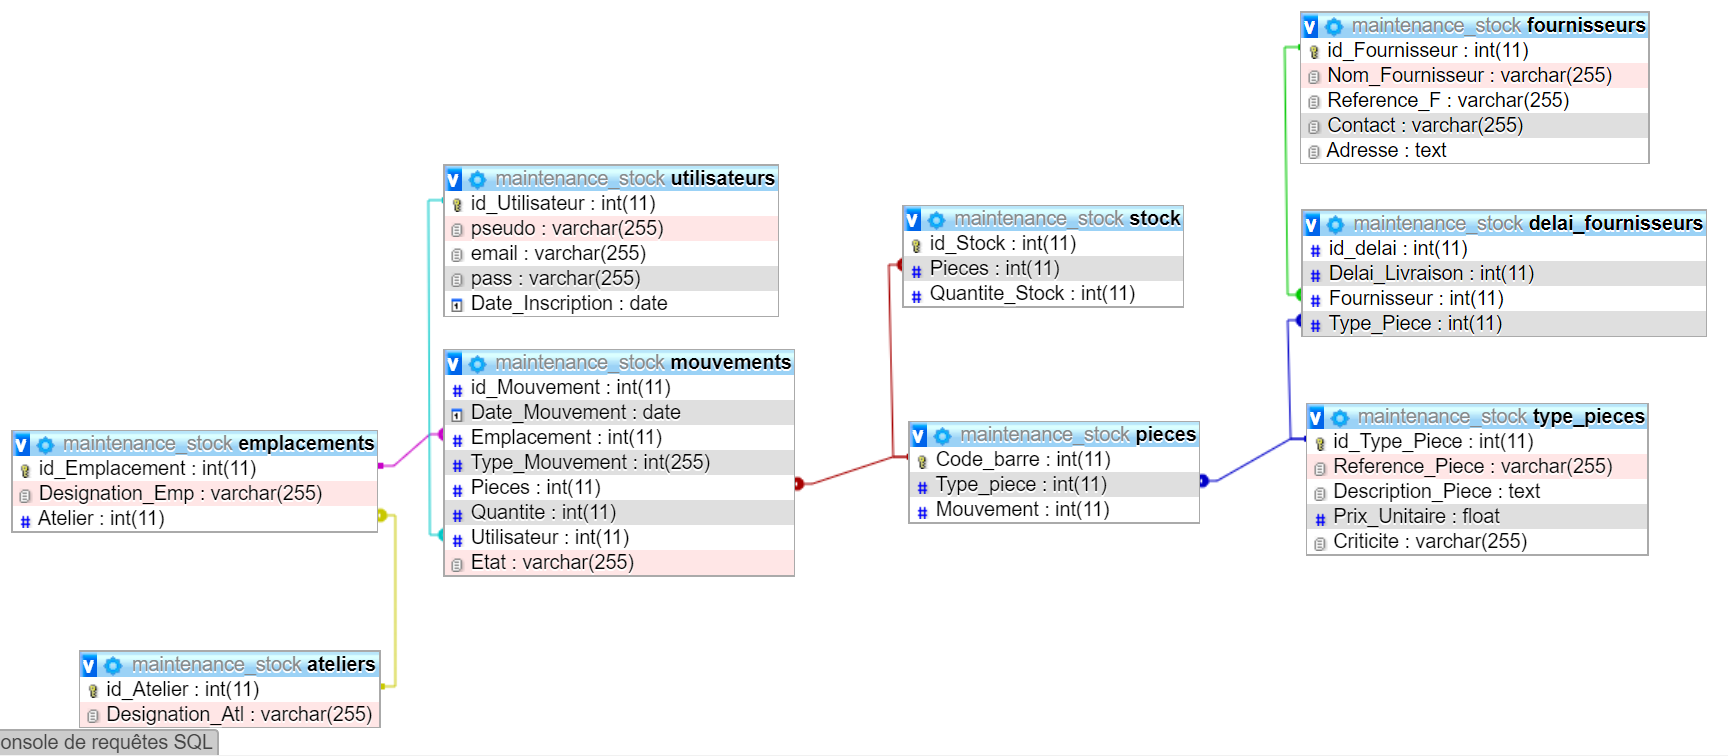 maintenance_stock fournisseurs
id_Fournisseur : int(11)
Nom_Fournisseur : varchar(255)
Reference_F : varchar(255)
Contact : varchar(255)
Adresse : text
maintenance_stock utilisateurs
id_Utilisateur : int(11)
pseudo : varchar(255)
email : varchar(255)
pass : varchar(255)
Date_Inscription : date
maintenance_stock stock
id_Stock : int(11)
Pieces : int(11)
Quantite_Stock : int(11)
maintenance_stock delai_fournisseurs
id_delai : int(11)
Delai_Livraison : int(11)
Fournisseur : int(11)
Type_Piece : int(11)
maintenance_stock mouvements
id_Mouvement : int(11)
Date_Mouvement : date
Emplacement : int(11)
Type_Mouvement : int(255)
Pieces : int(11)
Quantite : int(11)
Utilisateur : int(11)
Etat : varchar(255)
maintenance_stock pieces
Code_barre : int(11)
Type_piece : int(11)
Mouvement : int(11)
maintenance_stock type_pieces
id_Type_Piece : int(11)
Reference_Piece : varchar(255)
Description_Piece : text
Prix_Unitaire : float
Criticite : varchar(255)
maintenance_stock emplacements
id_Emplacement : int(11)
Designation_Emp : varchar(255)
Atelier : int(11)
maintenance_stock ateliers
id_Atelier : int(11)
Designation_Atl : varchar(255)
onsole de requêtes SQL